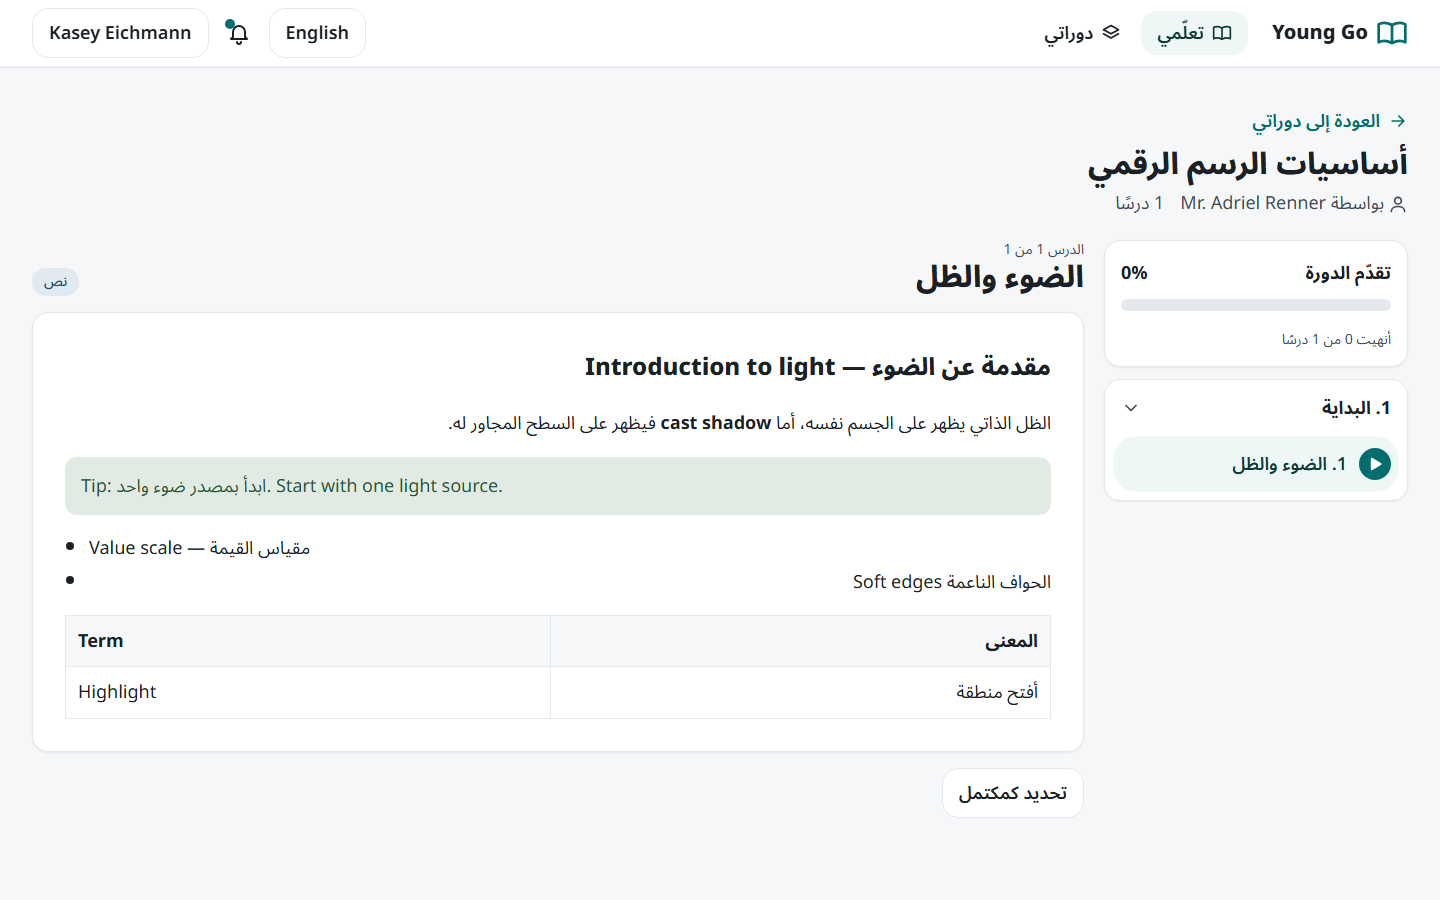 Young Go
تعلّمي
دوراتي
English
Kasey Eichmann
العودة إلى دوراتي
أساسيات الرسم الرقمي
بواسطة Mr. Adriel Renner 1 درسًا
تقدّم الدورة 0%
أنهيت 0 من 1 درسًا
1. البداية
1. الضوء والظل
الدرس 1 من 1
الضوء والظل
نص
مقدمة عن الضوء — Introduction to light
الظل الذاتي يظهر على الجسم نفسه، أما cast shadow فيظهر على السطح المجاور له.
Tip: ابدأ بمصدر ضوء واحد. Start with one light source.
Value scale — مقياس القيمة
الحواف الناعمة Soft edges
المعنى Term
أفتح منطقة Highlight
تحديد كمكتمل